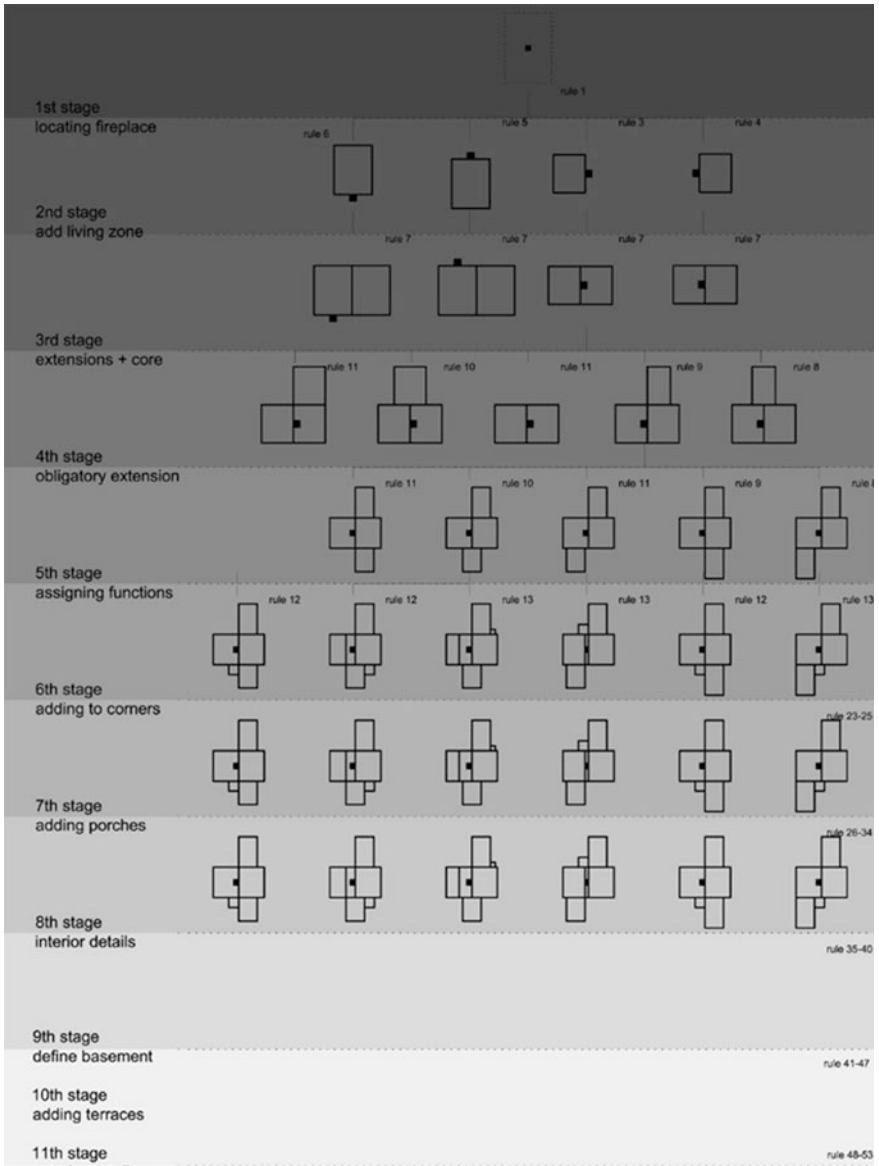 rule 1
1st stage
locating fireplace
rule 6
rule 5
rule 3
rule 4
2nd stage
add living zone
rule 7
rule 7
rule 7
rule 7
3rd stage
extensions + core
rule 11
rule 10
rule 11
rule 9
rule 8
4th stage
obligatory extension
rule 11
rule 10
rule 11
rule 9
rule 8
5th stage
assigning functions
rule 12
rule 12
rule 13
rule 13
rule 12
rule 13
6th stage
adding to corners
rule 23-25
7th stage
adding porches
rule 26-34
8th stage
interior details
rule 35-40
9th stage
define basement
rule 41-47
10th stage
adding terraces
11th stage
rule 48-53